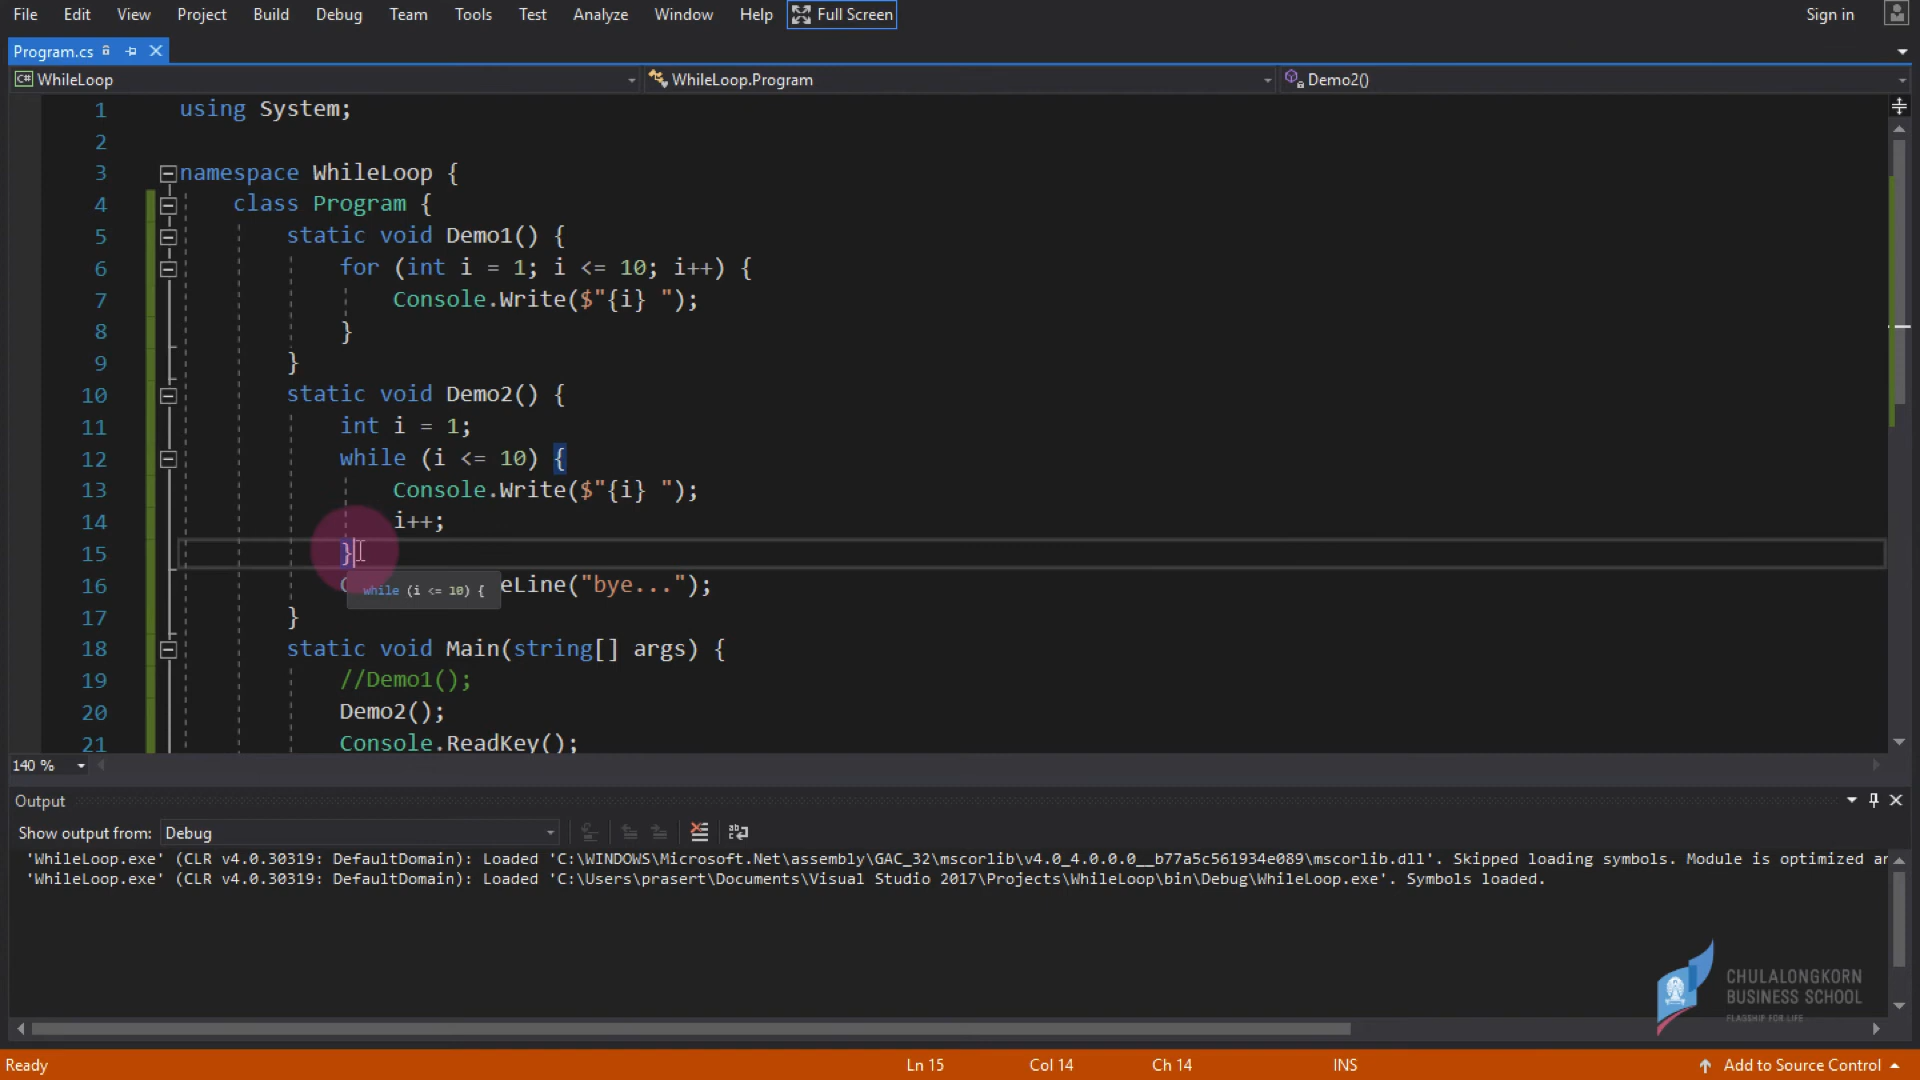 File Edit View Project Build Debug Team Tools Test Analyze Window Help Full Screen Sign in
Program.cs
WhileLoop WhileLoop.Program Demo2()
1 using System;
2
3 namespace WhileLoop {
4 class Program {
5 static void Demo1() {
6 for (int i = 1; i <= 10; i++) {
7 Console.Write($"{i} ");
8 }
9 }
10 static void Demo2() {
11 int i = 1;
12 while (i <= 10) {
13 Console.Write($"{i} ");
14 i++;
15 }
16 C eLine("bye...");
while (i <= 10) {
17 }
18 static void Main(string[] args) {
19 //Demo1();
20 Demo2();
21 Console.ReadKey();
140 %
Output
Show output from: Debug
'WhileLoop.exe' (CLR v4.0.30319: DefaultDomain): Loaded 'C:\WINDOWS\Microsoft.Net\assembly\GAC_32\mscorlib\v4.0_4.0.0.0__b77a5c561934e089\mscorlib.dll'. Skipped loading symbols. Module is optimized an
'WhileLoop.exe' (CLR v4.0.30319: DefaultDomain): Loaded 'C:\Users\prasert\Documents\Visual Studio 2017\Projects\WhileLoop\bin\Debug\WhileLoop.exe'. Symbols loaded.
CHULALONGKORN
BUSINESS SCHOOL
FLAGSHIP FOR LIFE
Ready Ln 15 Col 14 Ch 14 INS Add to Source Control